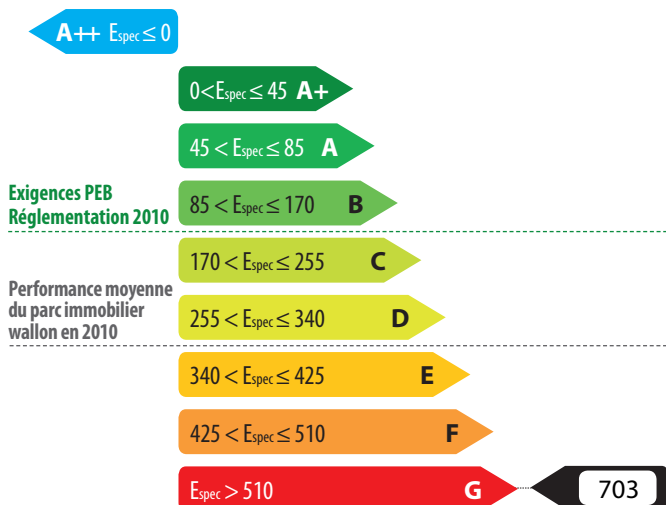 A++ Espec ≤ 0
0<Espec ≤ 45 A+
45 < Espec ≤ 85 A
Exigences PEB
Réglementation 2010
85 < Espec ≤ 170 B
170 < Espec ≤ 255 C
Performance moyenne
du parc immobilier
wallon en 2010
255 < Espec ≤ 340 D
340 < Espec ≤ 425 E
425 < Espec ≤ 510 F
Espec > 510 G
703